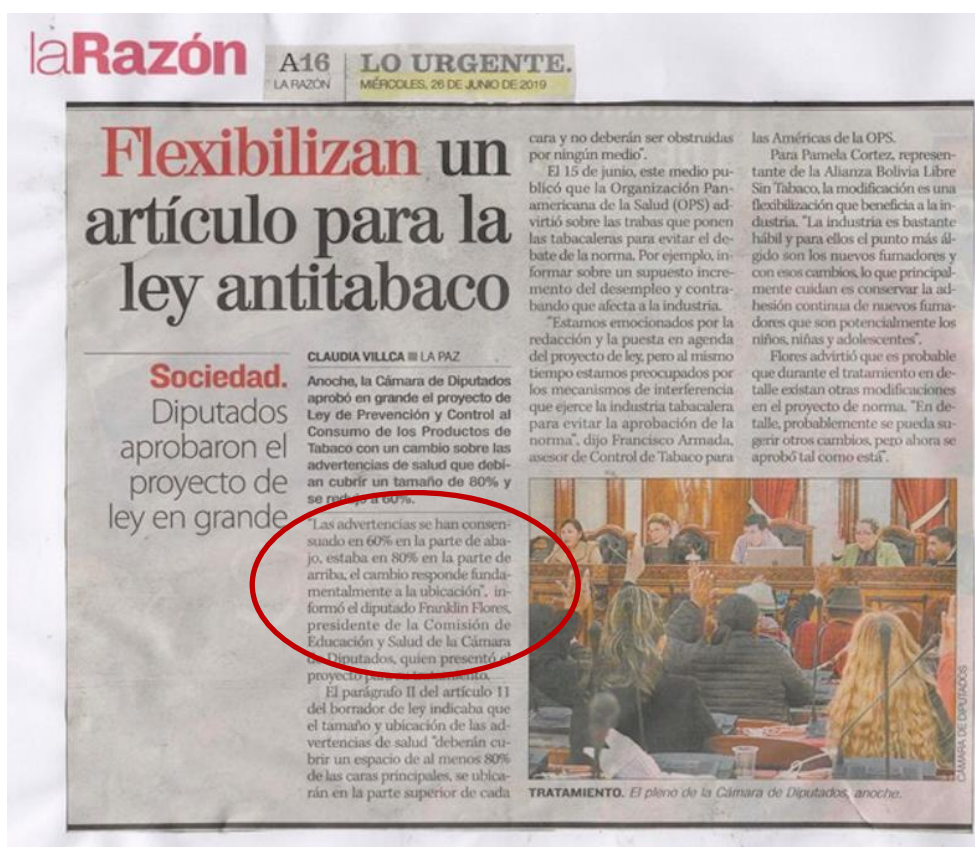 laRazón
A16
LA RAZÓN
LO URGENTE.
MIÉRCOLES, 26 DE JUNIO DE 2019
Flexibilizan un
artículo para la
ley antitabaco
Sociedad.
Diputados
aprobaron el
proyecto de
ley en grande
CLAUDIA VILLCA LA PAZ
Anoche, la Cámara de Diputados
aprobó en grande el proyecto de
Ley de Prevención y Control al
Consumo de los Productos de
Tabaco con un cambio sobre las
advertencias de salud que debí-
an cubrir un tamaño de 80% y
se redujo a 60%.
"Las advertencias se han consen-
suado en 60% en la parte de aba-
jo, estaba en 80% en la parte de
arriba, el cambio responde funda-
mentalmente a la ubicación", in-
formó el diputado Franklin Flores,
presidente de la Comisión de
Educación y Salud de la Cámara
de Diputados, quien presentó el
proyecto para su tratamiento.
El parágrafo II del artículo 11
del borrador de ley indicaba que
el tamaño y ubicación de las ad-
vertencias de salud "deberán cu-
brir un espacio de al menos 80%
de las caras principales, se ubica-
rán en la parte superior de cada
cara y no deberán ser obstruidas
por ningún medio".
El 15 de junio, este medio pu-
blicó que la Organización Pan-
americana de la Salud (OPS) ad-
virtió sobre las trabas que ponen
las tabacaleras para evitar el de-
bate de la norma. Por ejemplo, in-
formar sobre un supuesto incre-
mento del desempleo y contra-
bando que afecta a la industria.
"Estamos emocionados por la
redacción y la puesta en agenda
del proyecto de ley, pero al mismo
tiempo estamos preocupados por
los mecanismos de interferencia
que ejerce la industria tabacalera
para evitar la aprobación de la
norma", dijo Francisco Armada,
asesor de Control de Tabaco para
las Américas de la OPS.
Para Pamela Cortez, represen-
tante de la Alianza Bolivia Libre
Sin Tabaco, la modificación es una
flexibilización que beneficia a la in-
dustria. "La industria es bastante
hábil y para ellos el punto más ál-
gido son los nuevos fumadores y
con esos cambios, lo que principal-
mente cuidan es conservar la ad-
hesión continua de nuevos fuma-
dores que son potencialmente los
niños, niñas y adolescentes".
Flores advirtió que es probable
que durante el tratamiento en de-
talle existan otras modificaciones
en el proyecto de norma. "En de-
talle, probablemente se pueda su-
gerir otros cambios, pero ahora se
aprobó tal como está".
CÁMARA DE DIPUTADOS
TRATAMIENTO. El pleno de la Cámara de Diputados, anoche.